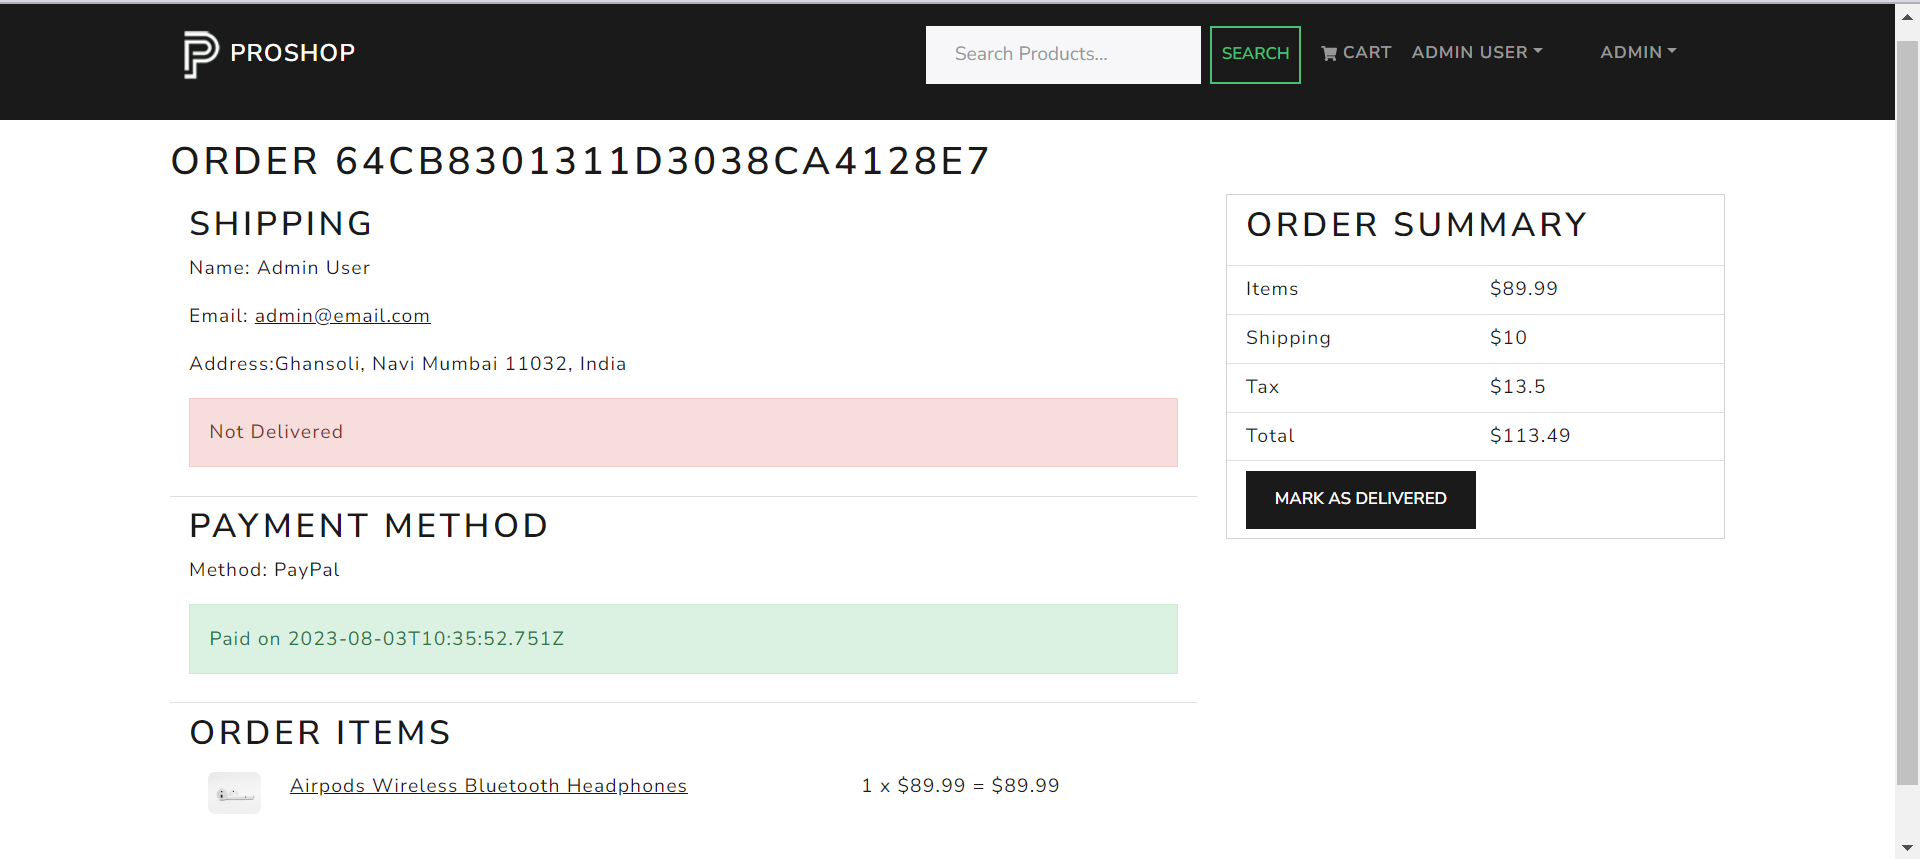 PROSHOP
Search Products...
SEARCH
CART
ADMIN USER
ADMIN
ORDER 64CB8301311D3038CA4128E7
SHIPPING
Name: Admin User
Email: admin@email.com
Address:Ghansoli, Navi Mumbai 11032, India
Not Delivered
PAYMENT METHOD
Method: PayPal
Paid on 2023-08-03T10:35:52.751Z
ORDER ITEMS
Airpods Wireless Bluetooth Headphones 1 x $89.99 = $89.99
ORDER SUMMARY
Items $89.99
Shipping $10
Tax $13.5
Total $113.49
MARK AS DELIVERED